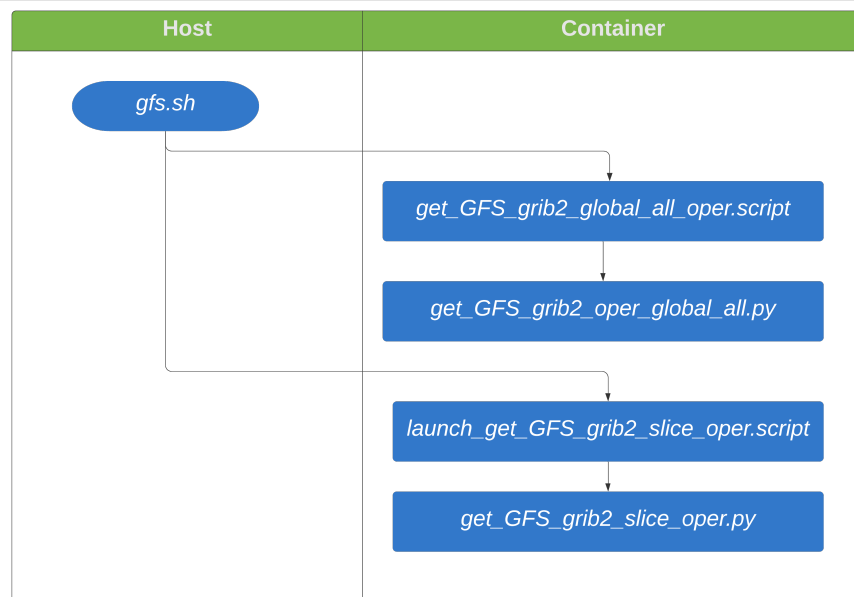 Host
Container
gfs.sh
get_GFS_grib2_global_all_oper.script
get_GFS_grib2_oper_global_all.py
launch_get_GFS_grib2_slice_oper.script
get_GFS_grib2_slice_oper.py